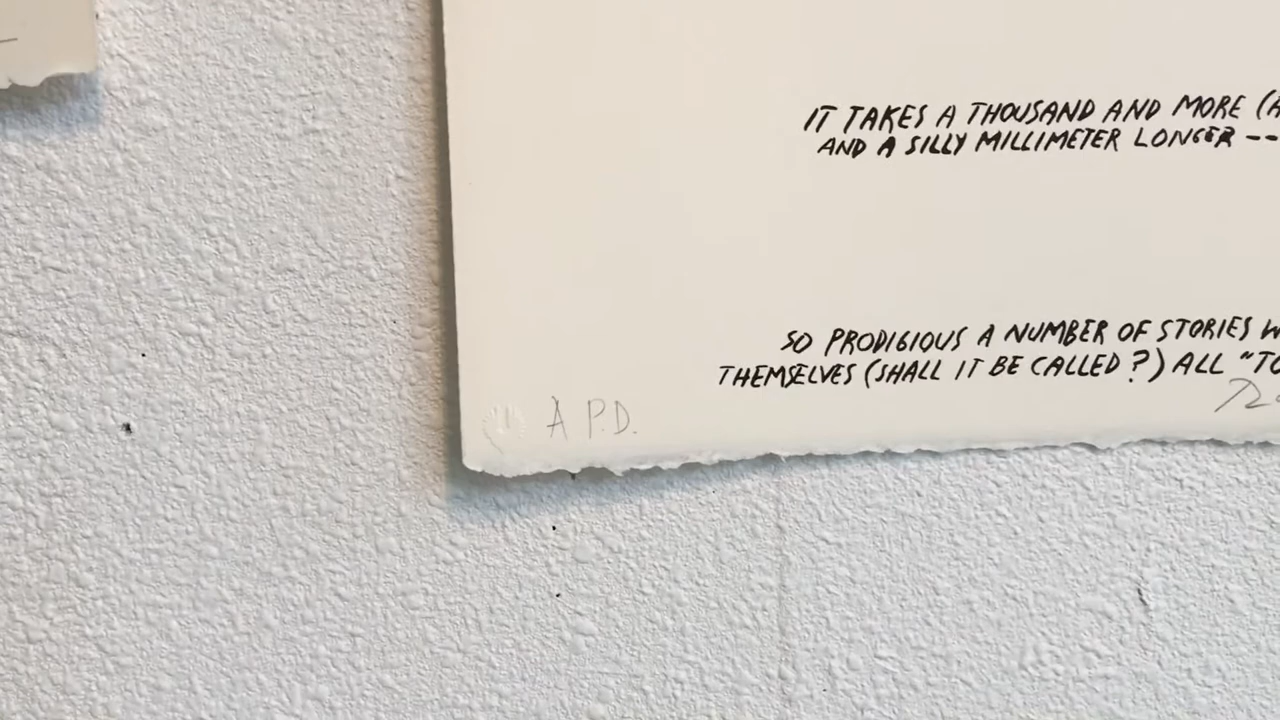 IT TAKES A THOUSAND AND MORE (A
AND A SILLY MILLIMETER LONGER --
SO PRODIGIOUS A NUMBER OF STORIES W
THEMSELVES (SHALL IT BE CALLED?) ALL "TO
A P.D.